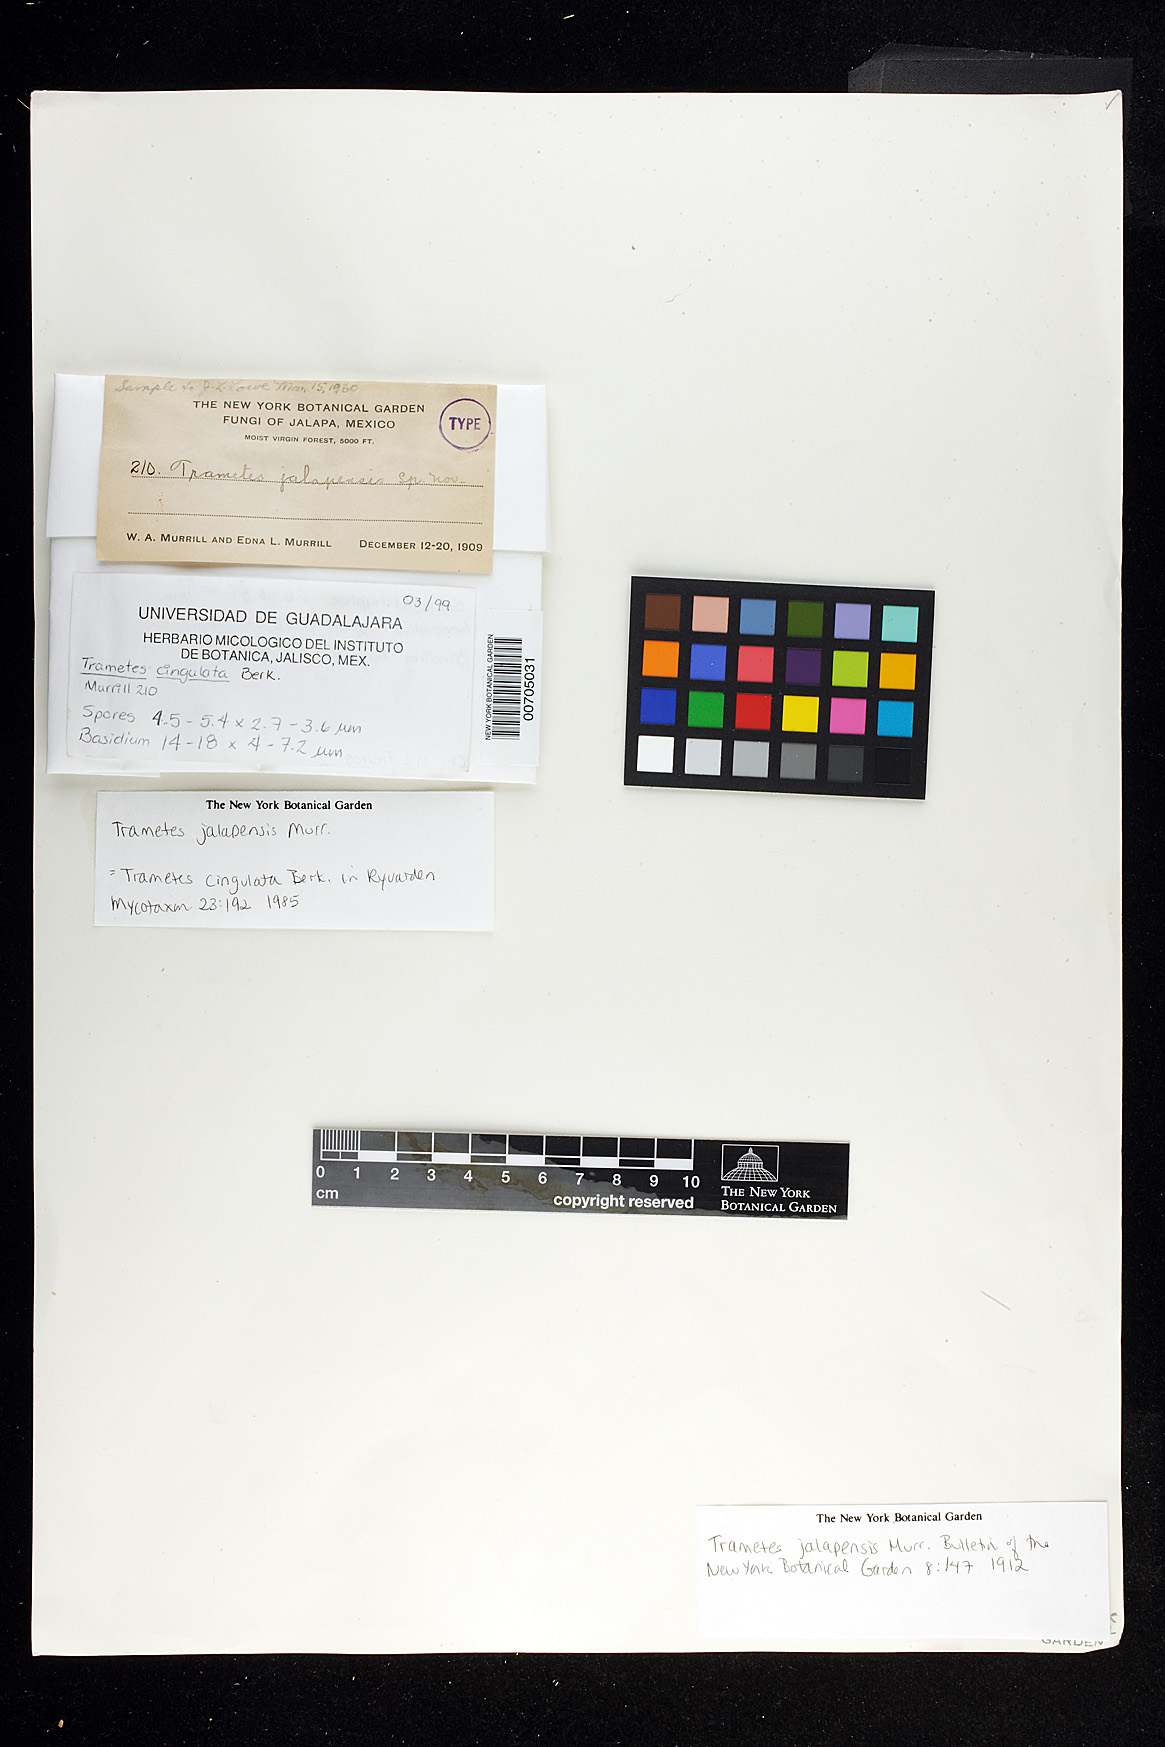 Sample to J. L. Lowe Mar. 15, 1960
THE NEW YORK BOTANICAL GARDEN
FUNGI OF JALAPA, MEXICO
MOIST VIRGIN FOREST, 5000 FT.
TYPE
210. Trametes jalapensis sp. nov.
W. A. MURRILL AND EDNA L. MURRILL DECEMBER 12-20, 1909
03/99
UNIVERSIDAD DE GUADALAJARA
HERBARIO MICOLOGICO DEL INSTITUTO
DE BOTANICA, JALISCO, MEX.
Trametes cingulata Berk.
Murrill 210
Spores 4.5 - 5.4 x 2.7 - 3.6 µm
Basidium 14 - 18 x 4 - 7.2 µm
NEW YORK BOTANICAL GARDEN
00705031
The New York Botanical Garden
Trametes jalapensis Murr.
= Trametes cingulata Berk. in Ryvarden
Mycotaxon 23:192 1985
0 1 2 3 4 5 6 7 8 9 10
cm
copyright reserved
THE NEW YORK
BOTANICAL GARDEN
The New York Botanical Garden
Trametes jalapensis Murr. Bulletin of the
New York Botanical Garden 8:147 1912
GARDEN